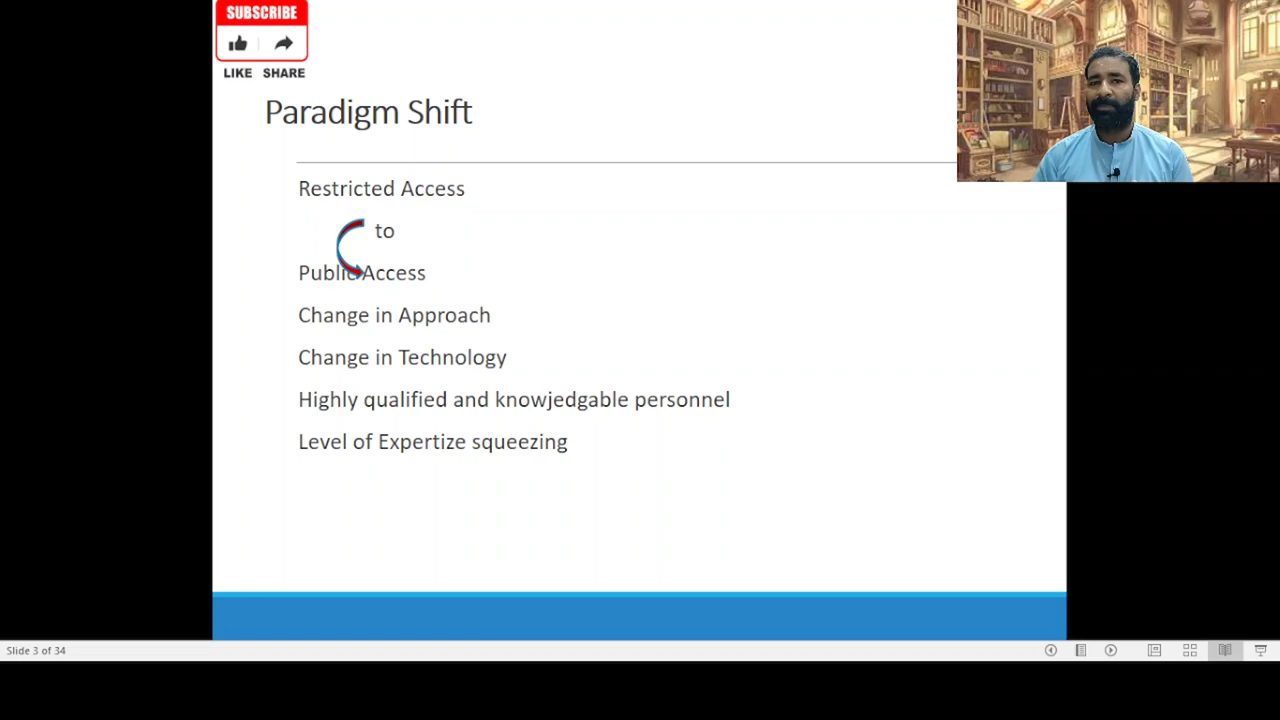 SUBSCRIBE
LIKE SHARE
Paradigm Shift
Restricted Access
to
Public Access
Change in Approach
Change in Technology
Highly qualified and knowjedgable personnel
Level of Expertize squeezing
Slide 3 of 34